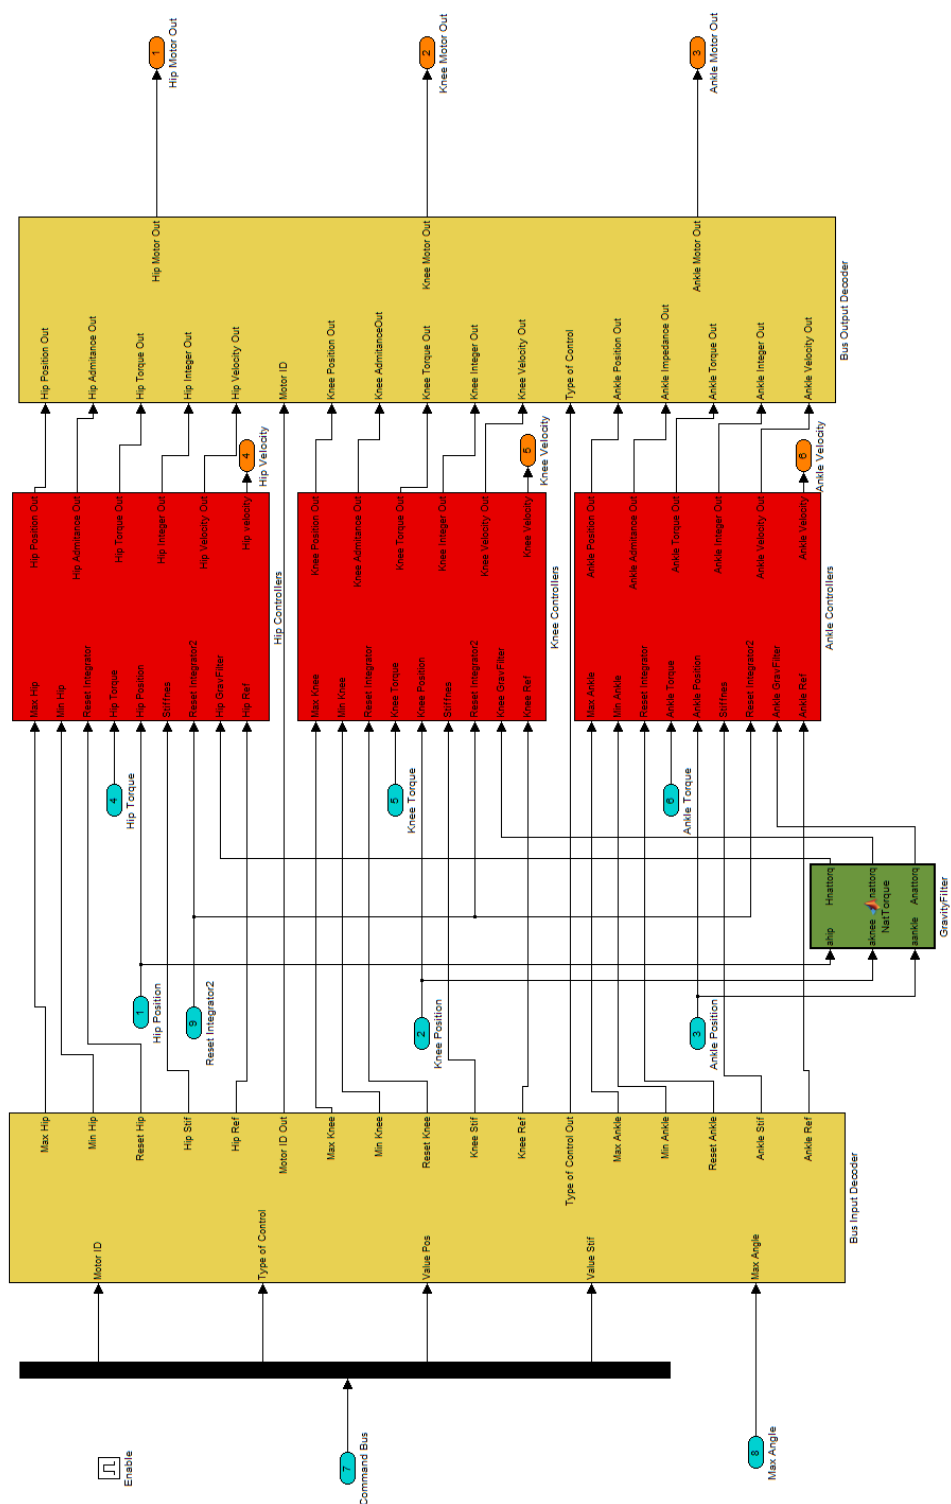 Enable
7
Command Bus
8
Max Angle
Motor ID
Type of Control
Value Pos
Value Stif
Max Angle
Max Hip
Min Hip
Reset Hip
Hip Stif
Hip Ref
Motor ID Out
Max Knee
Min Knee
Reset Knee
Knee Stif
Knee Ref
Type of Control Out
Max Ankle
Min Ankle
Reset Ankle
Ankle Stif
Ankle Ref
Bus Input Decoder
1
Hip Position
9
Reset Integrator2
2
Knee Position
3
Ankle Position
ahip
aknee
aankle
Hnattorq
nattorq
Anattorq
NatTorque
GravityFilter
4
Hip Torque
5
Knee Torque
6
Ankle Torque
Max Hip
Min Hip
Reset Integrator
Hip Torque
Hip Position
Stiffnes
Reset Integrator2
Hip GravFilter
Hip Ref
Hip Position Out
Hip Admitance Out
Hip Torque Out
Hip Integer Out
Hip Velocity Out
Hip velocity
Hip Controllers
Max Knee
Min Knee
Reset Integrator
Knee Torque
Knee Position
Stiffnes
Reset Integrator2
Knee GravFilter
Knee Ref
Knee Position Out
Knee Admitance Out
Knee Torque Out
Knee Integer Out
Knee Velocity Out
Knee Velocity
Knee Controllers
Max Ankle
Min Ankle
Reset Integrator
Ankle Torque
Ankle Position
Stiffnes
Reset Integrator2
Ankle GravFilter
Ankle Ref
Ankle Position Out
Ankle Admitance Out
Ankle Torque Out
Ankle Integer Out
Ankle Velocity Out
Ankle Velocity
Ankle Controllers
4
Hip Velocity
5
Knee Velocity
6
Ankle Velocity
Hip Position Out
Hip Admitance Out
Hip Torque Out
Hip Integer Out
Hip Velocity Out
Motor ID
Knee Position Out
Knee AdmitanceOut
Knee Torque Out
Knee Integer Out
Knee Velocity Out
Type of Control
Ankle Position Out
Ankle Impedance Out
Ankle Torque Out
Ankle Integer Out
Ankle Velocity Out
Hip Motor Out
Knee Motor Out
Ankle Motor Out
Bus Output Decoder
1
Hip Motor Out
2
Knee Motor Out
3
Ankle Motor Out